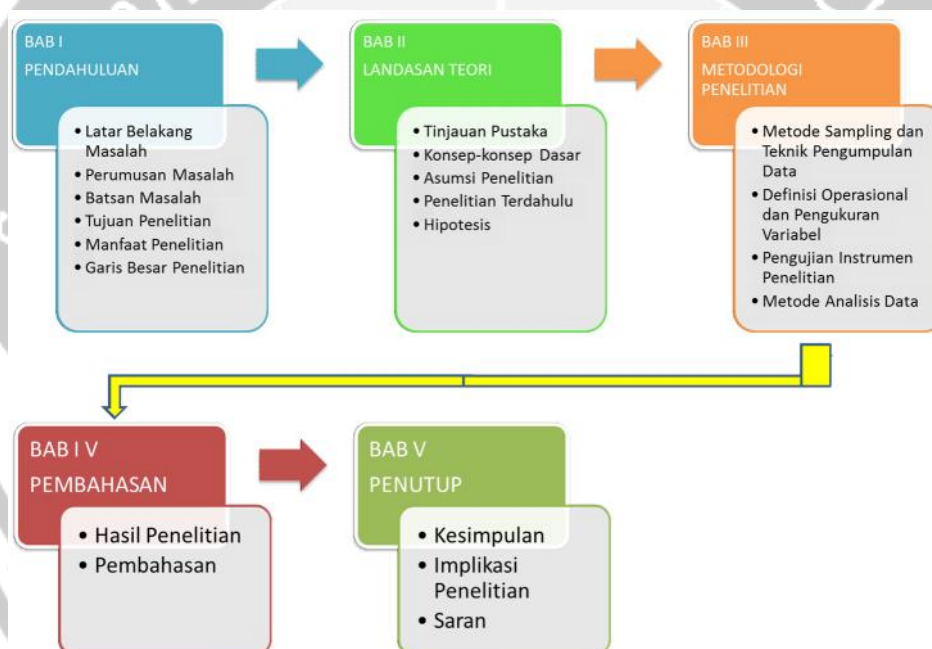 BAB I
PENDAHULUAN
• Latar Belakang
Masalah
• Perumusan Masalah
• Batsan Masalah
• Tujuan Penelitian
• Manfaat Penelitian
• Garis Besar Penelitian
BAB II
LANDASAN TEORI
• Tinjauan Pustaka
• Konsep-konsep Dasar
• Asumsi Penelitian
• Penelitian Terdahulu
• Hipotesis
BAB III
METODOLOGI
PENELITIAN
• Metode Sampling dan
Teknik Pengumpulan
Data
• Definisi Operasional
dan Pengukuran
Variabel
• Pengujian Instrumen
Penelitian
• Metode Analisis Data
BAB I V
PEMBAHASAN
• Hasil Penelitian
• Pembahasan
BAB V
PENUTUP
• Kesimpulan
• Implikasi
Penelitian
• Saran